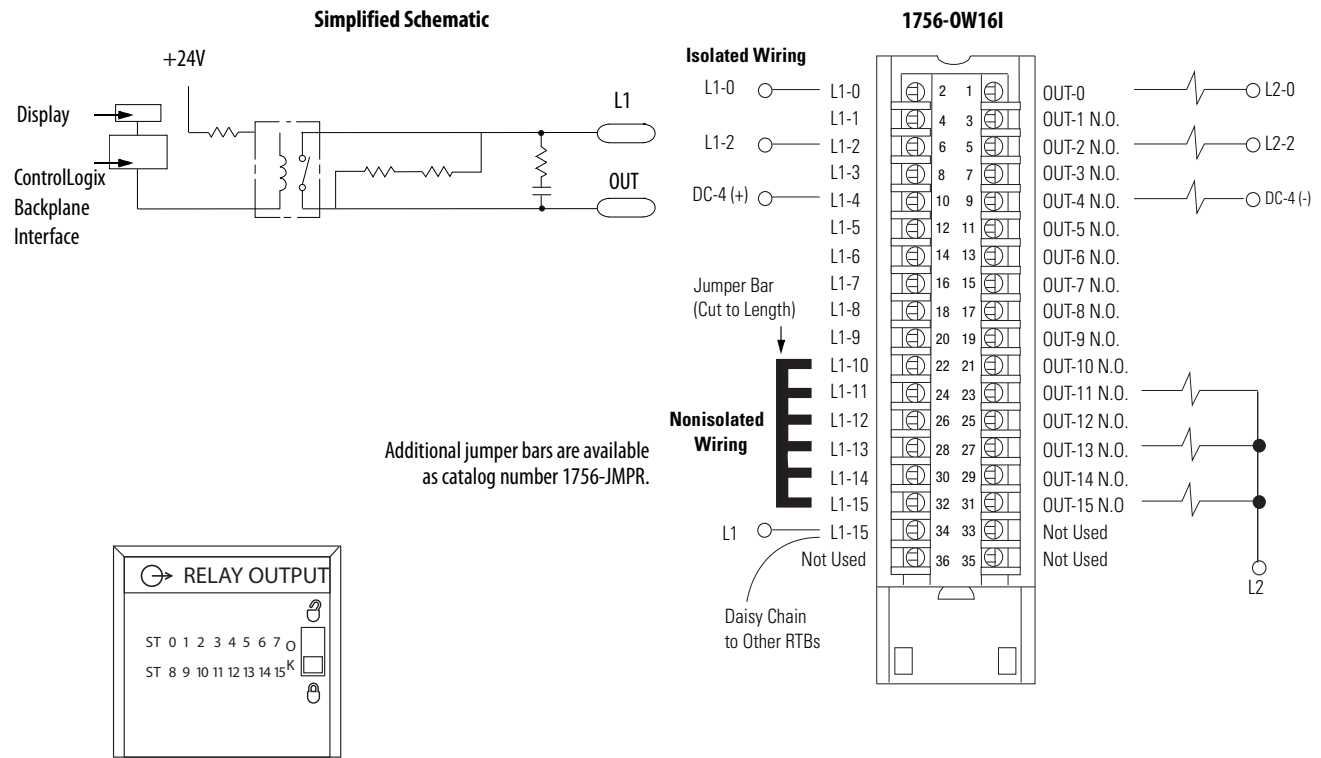 Simplified Schematic
+24V
Display
ControlLogix
Backplane
Interface
L1
OUT
Additional jumper bars are available
as catalog number 1756-JMPR.
RELAY OUTPUT
ST 0 1 2 3 4 5 6 7 O
ST 8 9 10 11 12 13 14 15 K
1756-OW16I
Isolated Wiring
L1-0 L1-0 2 1 OUT-0 L2-0
L1-1 4 3 OUT-1 N.O.
L1-2 L1-2 6 5 OUT-2 N.O. L2-2
L1-3 8 7 OUT-3 N.O.
DC-4 (+) L1-4 10 9 OUT-4 N.O. DC-4 (-)
L1-5 12 11 OUT-5 N.O.
L1-6 14 13 OUT-6 N.O.
L1-7 16 15 OUT-7 N.O.
Jumper Bar
(Cut to Length)
L1-8 18 17 OUT-8 N.O.
L1-9 20 19 OUT-9 N.O.
L1-10 22 21 OUT-10 N.O.
L1-11 24 23 OUT-11 N.O.
Nonisolated
Wiring
L1-12 26 25 OUT-12 N.O.
L1-13 28 27 OUT-13 N.O.
L1-14 30 29 OUT-14 N.O.
L1-15 32 31 OUT-15 N.O
L1 L1-15 34 33 Not Used
Not Used 36 35 Not Used
L2
Daisy Chain
to Other RTBs